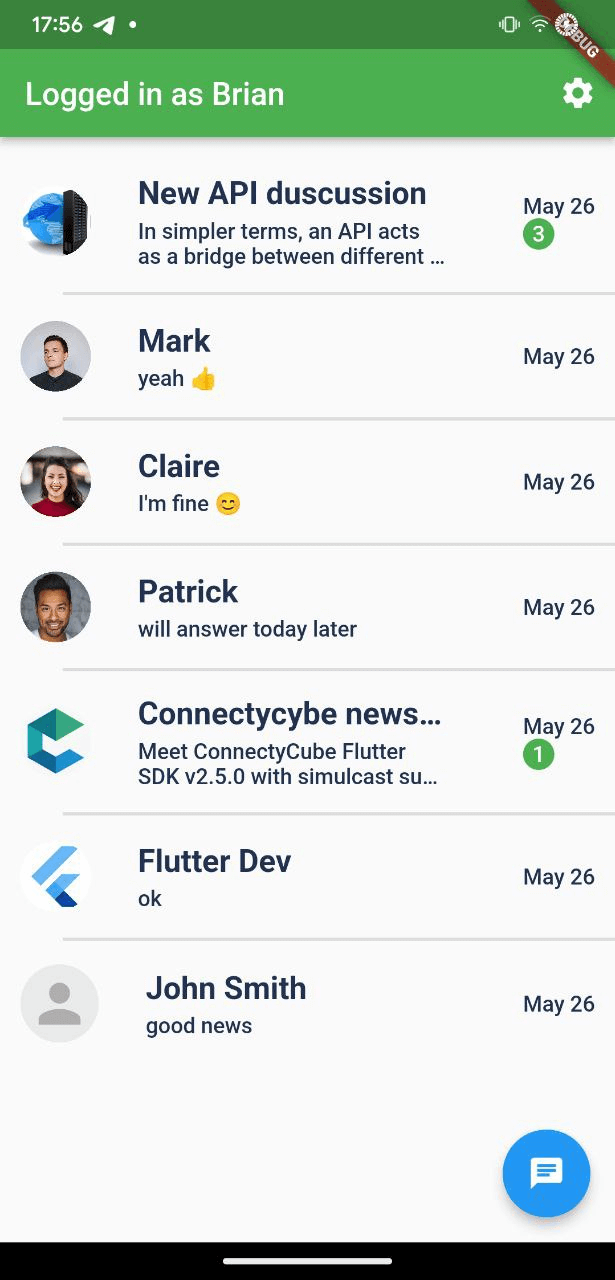 17:56
DEBUG
Logged in as Brian
New API duscussion
May 26
In simpler terms, an API acts
as a bridge between different ...
3
Mark
yeah 👍
May 26
Claire
I'm fine 😊
May 26
Patrick
will answer today later
May 26
Connectycybe news...
May 26
Meet ConnectyCube Flutter
SDK v2.5.0 with simulcast su...
1
Flutter Dev
ok
May 26
John Smith
good news
May 26